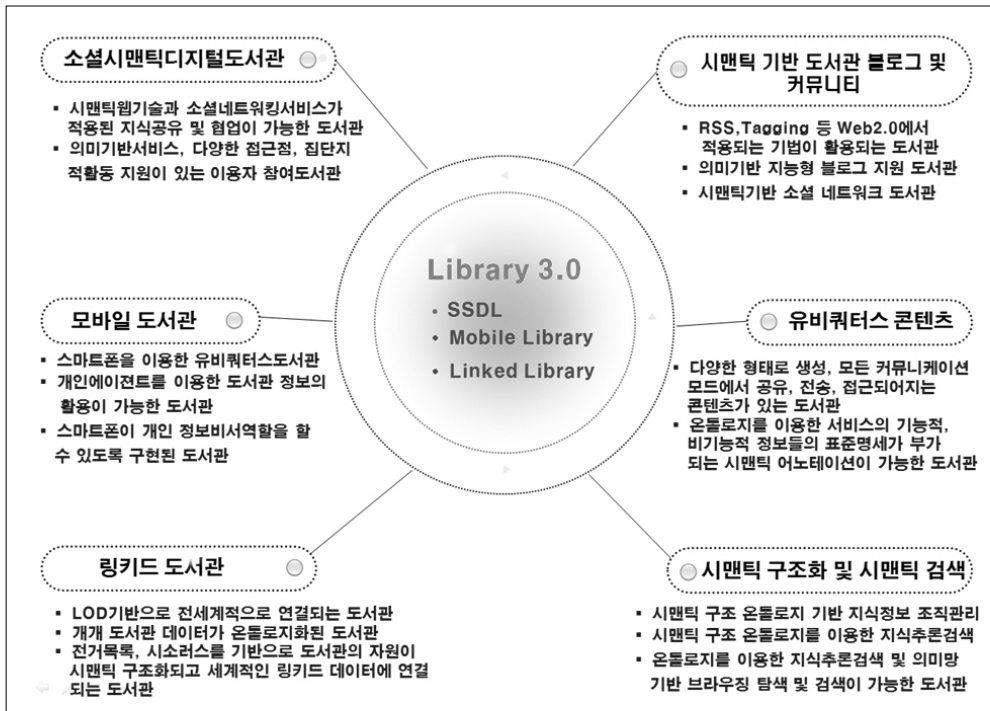 소셜시맨틱디지털도서관
▪ 시맨틱웹기술과 소셜네트워킹서비스가
적용된 지식공유 및 협업이 가능한 도서관
▪ 의미기반서비스, 다양한 접근점, 집단지
적활동 지원이 있는 이용자 참여도서관
시맨틱 기반 도서관 블로그 및
커뮤니티
▪ RSS,Tagging 등 Web2.0에서
적용되는 기법이 활용되는 도서관
▪ 의미기반 지능형 블로그 지원 도서관
▪ 시맨틱기반 소셜 네트워크 도서관
Library 3.0
• SSDL
• Mobile Library
• Linked Library
모바일 도서관
▪ 스마트폰을 이용한 유비쿼터스도서관
▪ 개인에이젼트를 이용한 도서관 정보의
활용이 가능한 도서관
▪ 스마트폰이 개인 정보비서역할을 할
수 있도록 구현된 도서관
유비쿼터스 콘텐츠
▪ 다양한 형태로 생성, 모든 커뮤니케이션
모드에서 공유, 전송, 접근되어지는
콘텐츠가 있는 도서관
▪ 온톨로지를 이용한 서비스의 기능적,
비기능적 정보들의 표준명세가 부가
되는 시맨틱 어노테이션이 가능한 도서관
링키드 도서관
▪ LOD기반으로 전세계적으로 연결되는 도서관
▪ 개개 도서관 데이터가 온톨로지화된 도서관
▪ 전거목록, 시소러스를 기반으로 도서관의 자원이
시맨틱 구조화되고 세계적인 링키드 데이터에 연결
되는 도서관
시맨틱 구조화 및 시맨틱 검색
▪ 시맨틱 구조 온톨로지 기반 지식정보 조직관리
▪ 시맨틱 구조 온톨로지를 이용한 지식추론검색
▪ 온톨로지를 이용한 지식추론검색 및 의미망
기반 브라우징 탐색 및 검색이 가능한 도서관